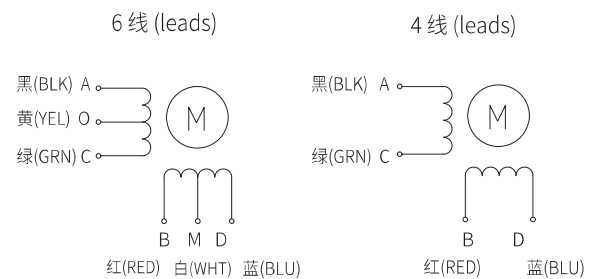 6 线 (leads)
黑(BLK) A
黄(YEL) O
绿(GRN) C
M
B M D
红(RED) 白(WHT) 蓝(BLU)
4 线 (leads)
黑(BLK) A
绿(GRN) C
M
B D
红(RED) 蓝(BLU)